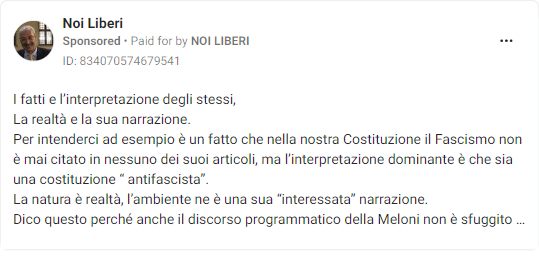 Noi Liberi
Sponsored • Paid for by NOI LIBERI
ID: 834070574679541
I fatti e l’interpretazione degli stessi,
La realtà e la sua narrazione.
Per intenderci ad esempio è un fatto che nella nostra Costituzione il Fascismo non
è mai citato in nessuno dei suoi articoli, ma l’interpretazione dominante è che sia
una costituzione “ antifascista”.
La natura è realtà, l’ambiente ne è una sua “interessata” narrazione.
Dico questo perché anche il discorso programmatico della Meloni non è sfuggito ...